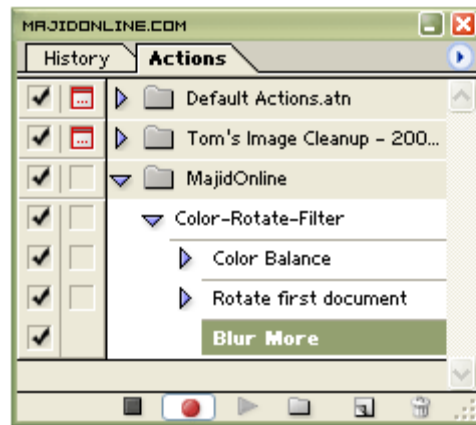 MAJIDONLINE.COM
History Actions
Default Actions.atn
Tom's Image Cleanup - 200...
MajidOnline
Color-Rotate-Filter
Color Balance
Rotate first document
Blur More